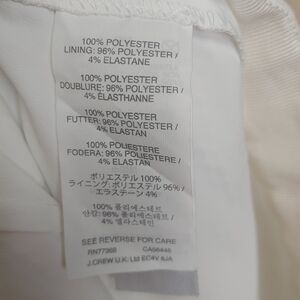 100% POLYESTER
LINING: 96% POLYESTER /
4% ELASTANE
100% POLYESTER
DOUBLURE: 96% POLYESTER /
4% ÉLASTHANNE
100% POLYESTER
FUTTER: 96% POLYESTER /
4% ELASTAN
100% POLIESTERE
FODERA: 96% POLIESTERE /
4% ELASTAN
ポリエステル 100%
ライニング: ポリエステル 96% /
エラスチーン 4%
100% 폴리에스테르
안감: 96% 폴리에스테르 /
4% 엘라스테인
SEE REVERSE FOR CARE
RN77388 CA56446
J.CREW U.K. Ltd EC4V 6JA